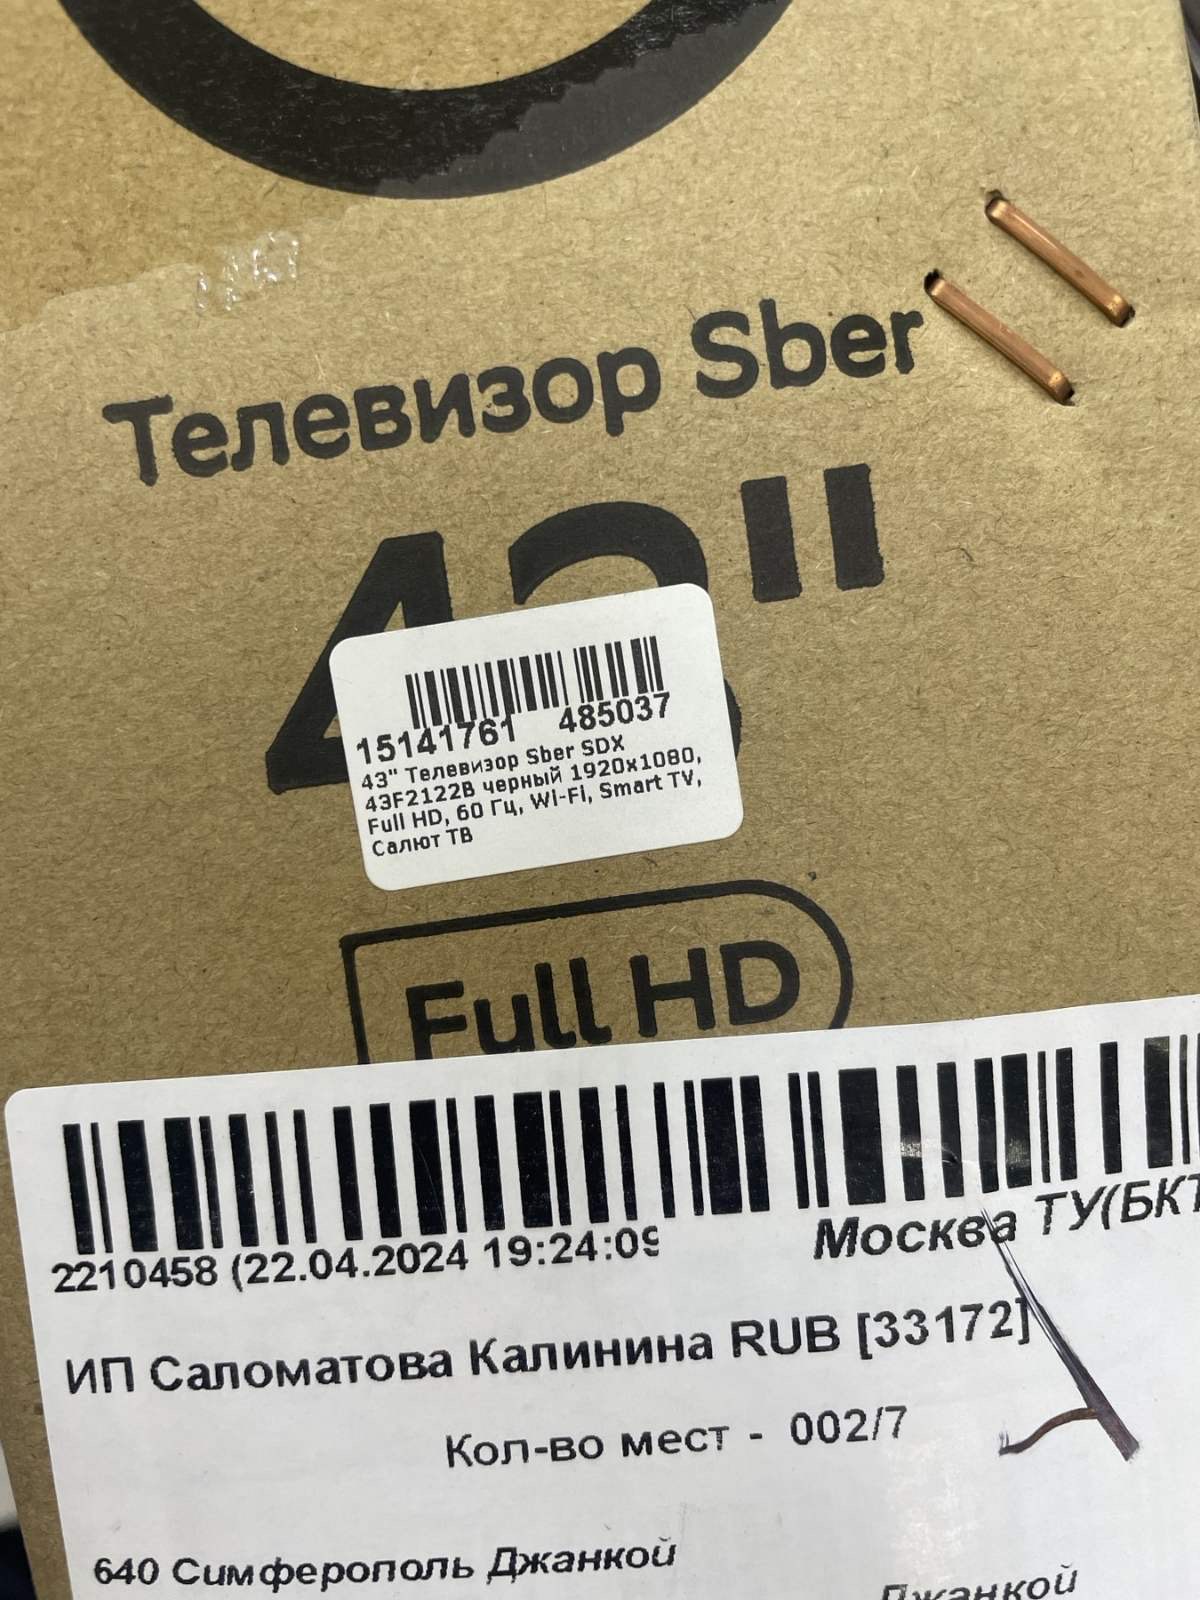 Телевизор Sber
43"
15141761 485037
43" Телевизор Sber SDX
43F2122B черный 1920x1080,
Full HD, 60 Гц, Wi-Fi, Smart TV,
Салют ТВ
Full HD
2210458 (22.04.2024 19:24:09
Москва ТУ(БКТ
ИП Саломатова Калинина RUB [33172]
Кол-во мест - 002/7
640 Симферополь Джанкой
Джанкой